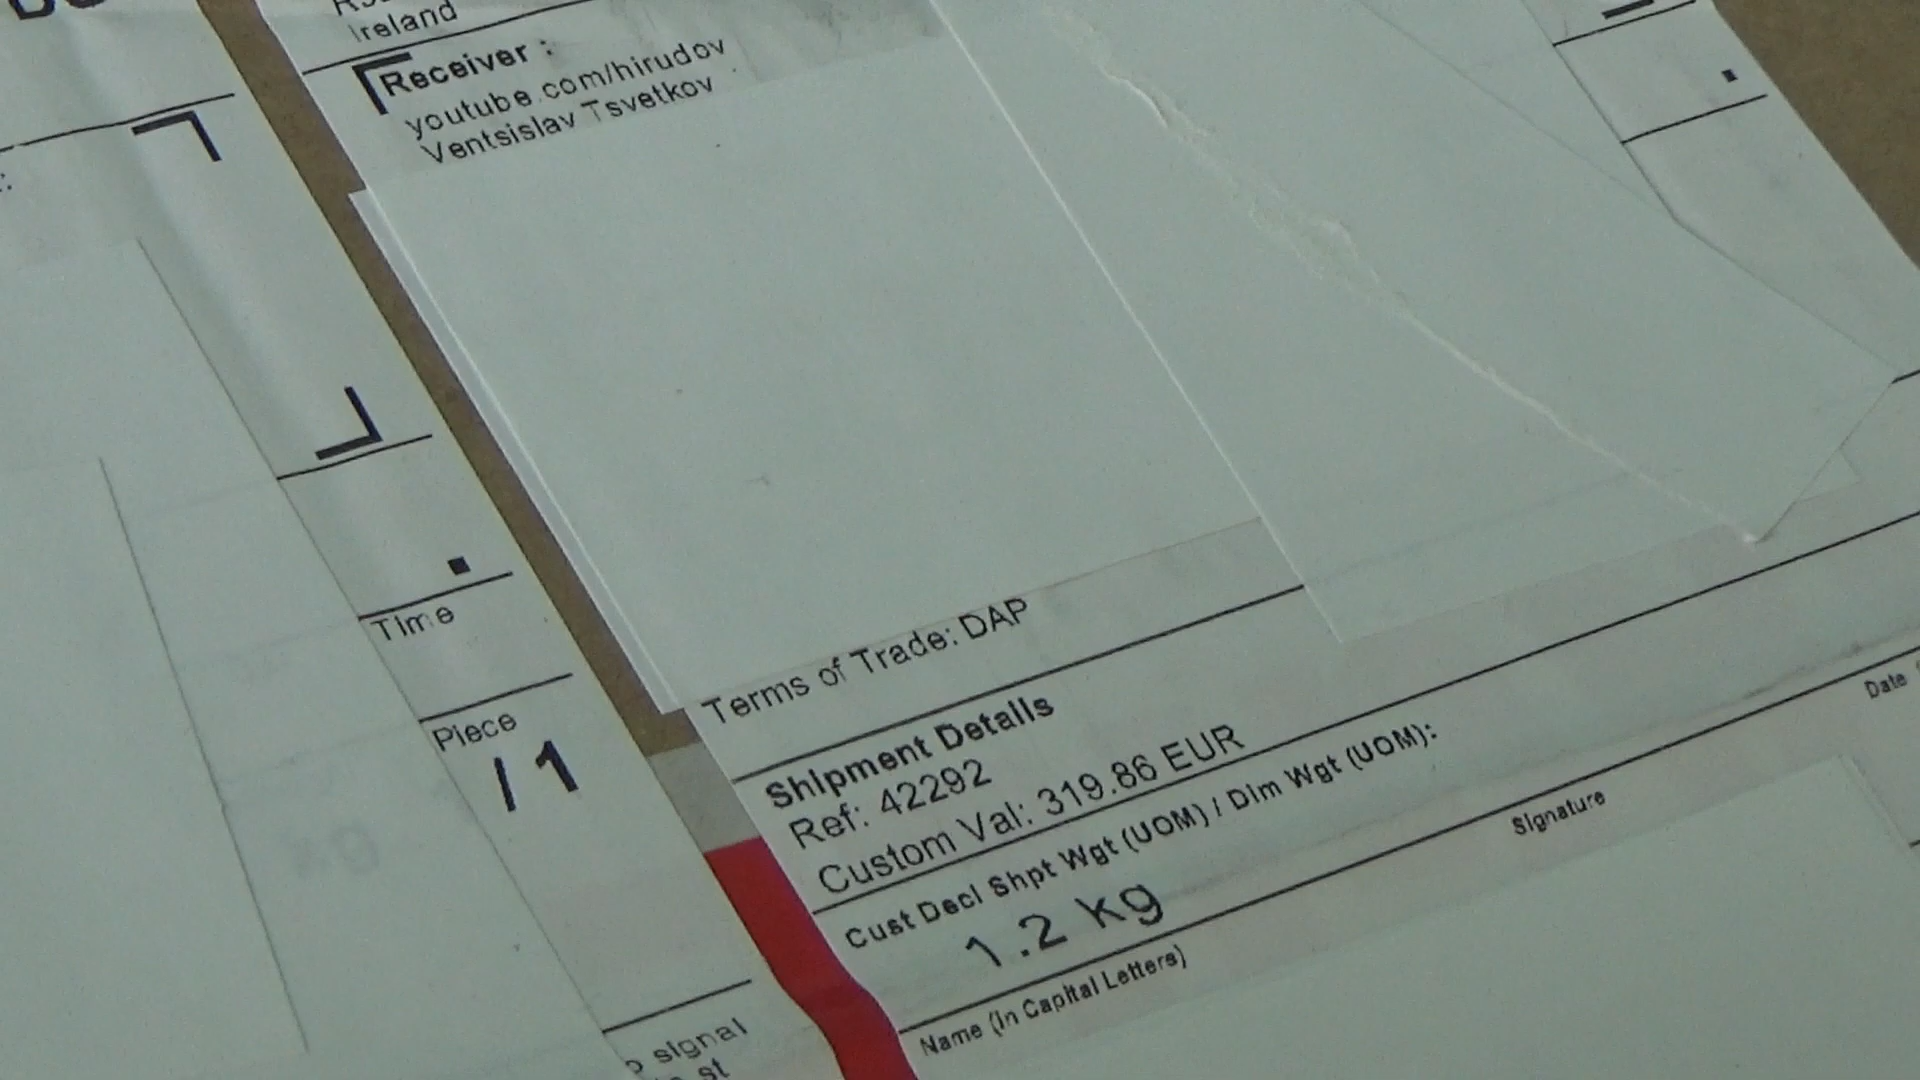 Ireland
Receiver :
youtube.com/hirudov
Ventsislav Tsvetkov
Time
Piece
/ 1
Terms of Trade: DAP
Shipment Details
Ref: 42292
Custom Val: 319.86 EUR
Cust Decl Shpt Wgt (UOM) / Dim Wgt (UOM):
1.2 kg
Name (In Capital Letters)
Signature
Date
signal
st